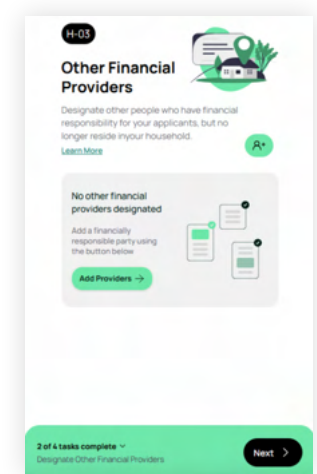 H-03
Other Financial
Providers
Designate other people who have financial
responsibility for your applicants, but no
longer reside inyour household.
Learn More
No other financial
providers designated
Add a financially
responsible party using
the button below
Add Providers →
2 of 4 tasks complete
Designate Other Financial Providers
Next >